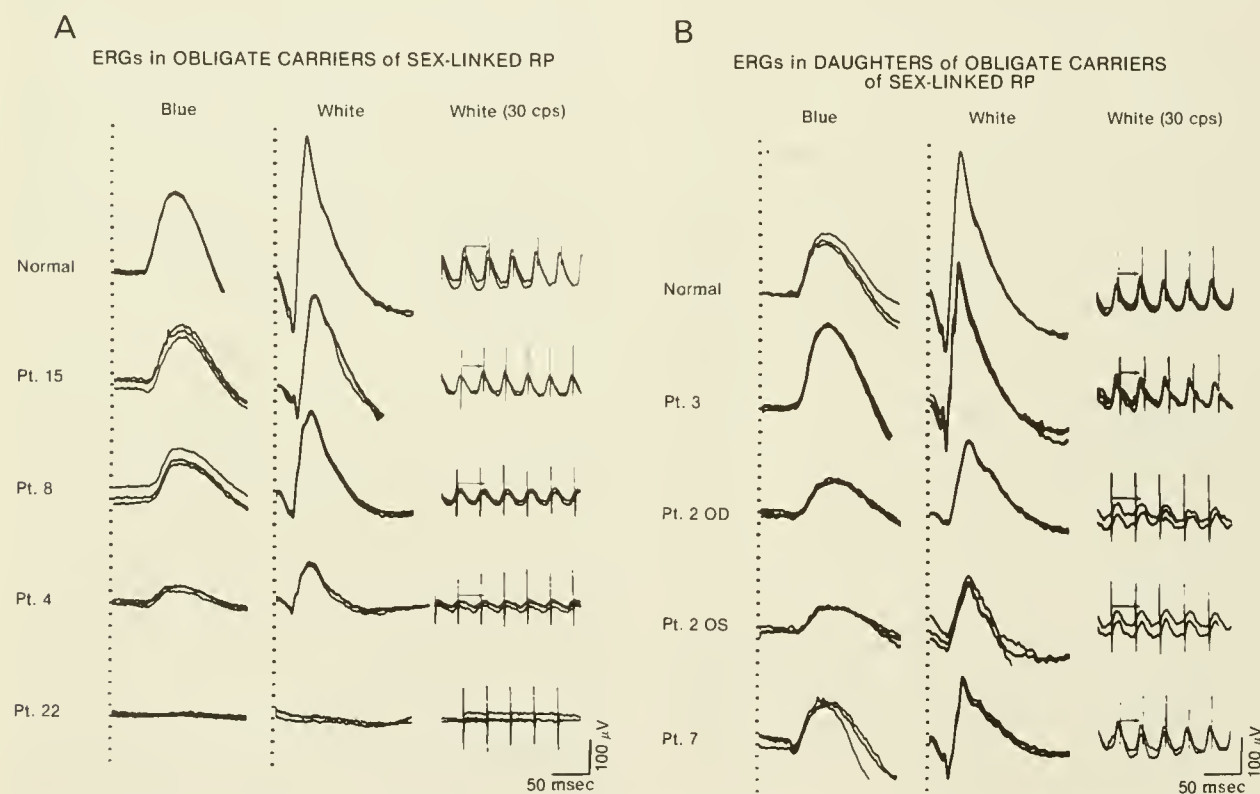 A
ERGs in OBLIGATE CARRIERS of SEX-LINKED RP
Blue
White
White (30 cps)
Normal
Pt. 15
Pt. 8
Pt. 4
Pt. 22
100 μV
50 msec
B
ERGs in DAUGHTERS of OBLIGATE CARRIERS
of SEX-LINKED RP
Blue
White
White (30 cps)
Normal
Pt. 3
Pt. 2 OD
Pt. 2 OS
Pt. 7
100 μV
50 msec